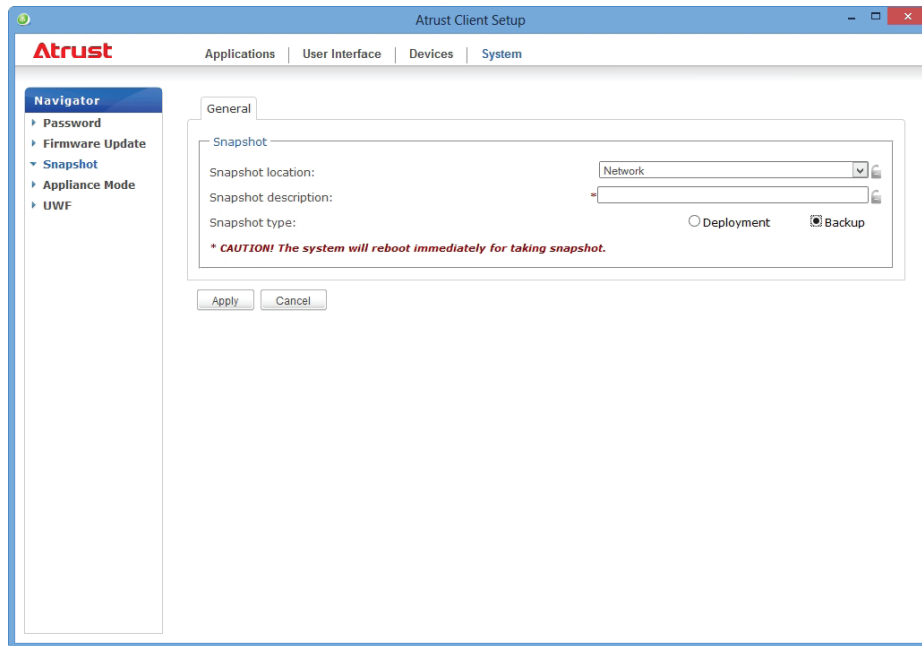 Atrust Client Setup
Atrust
Applications User Interface Devices System
Navigator
Password
Firmware Update
Snapshot
Appliance Mode
UWF
General
Snapshot
Snapshot location: Network
Snapshot description: *
Snapshot type: Deployment Backup
* CAUTION! The system will reboot immediately for taking snapshot.
Apply Cancel